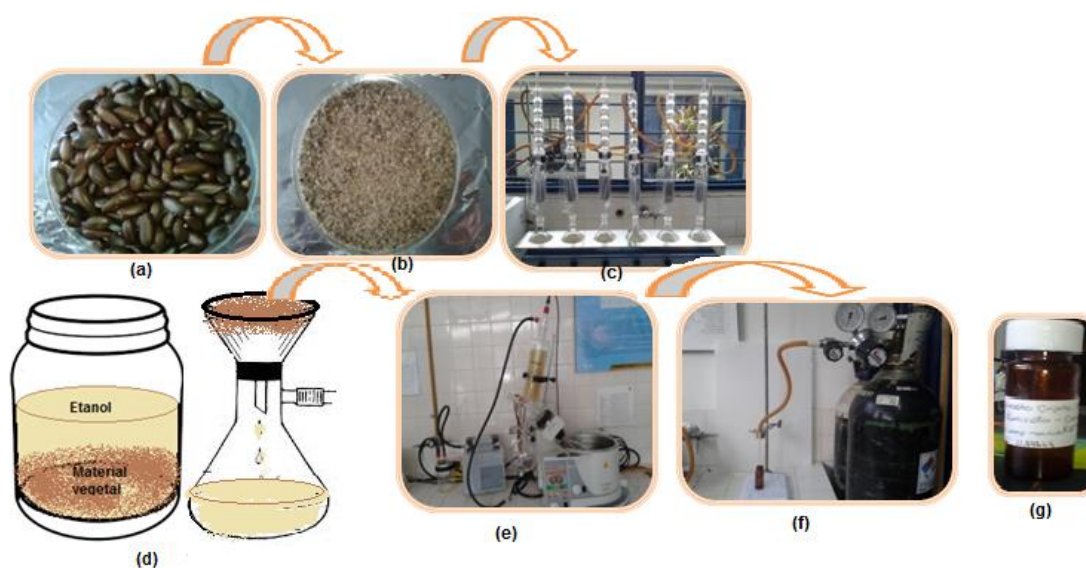 (a)
(b)
(c)
Etanol
Material
vegetal
(d)
(e)
(f)
(g)